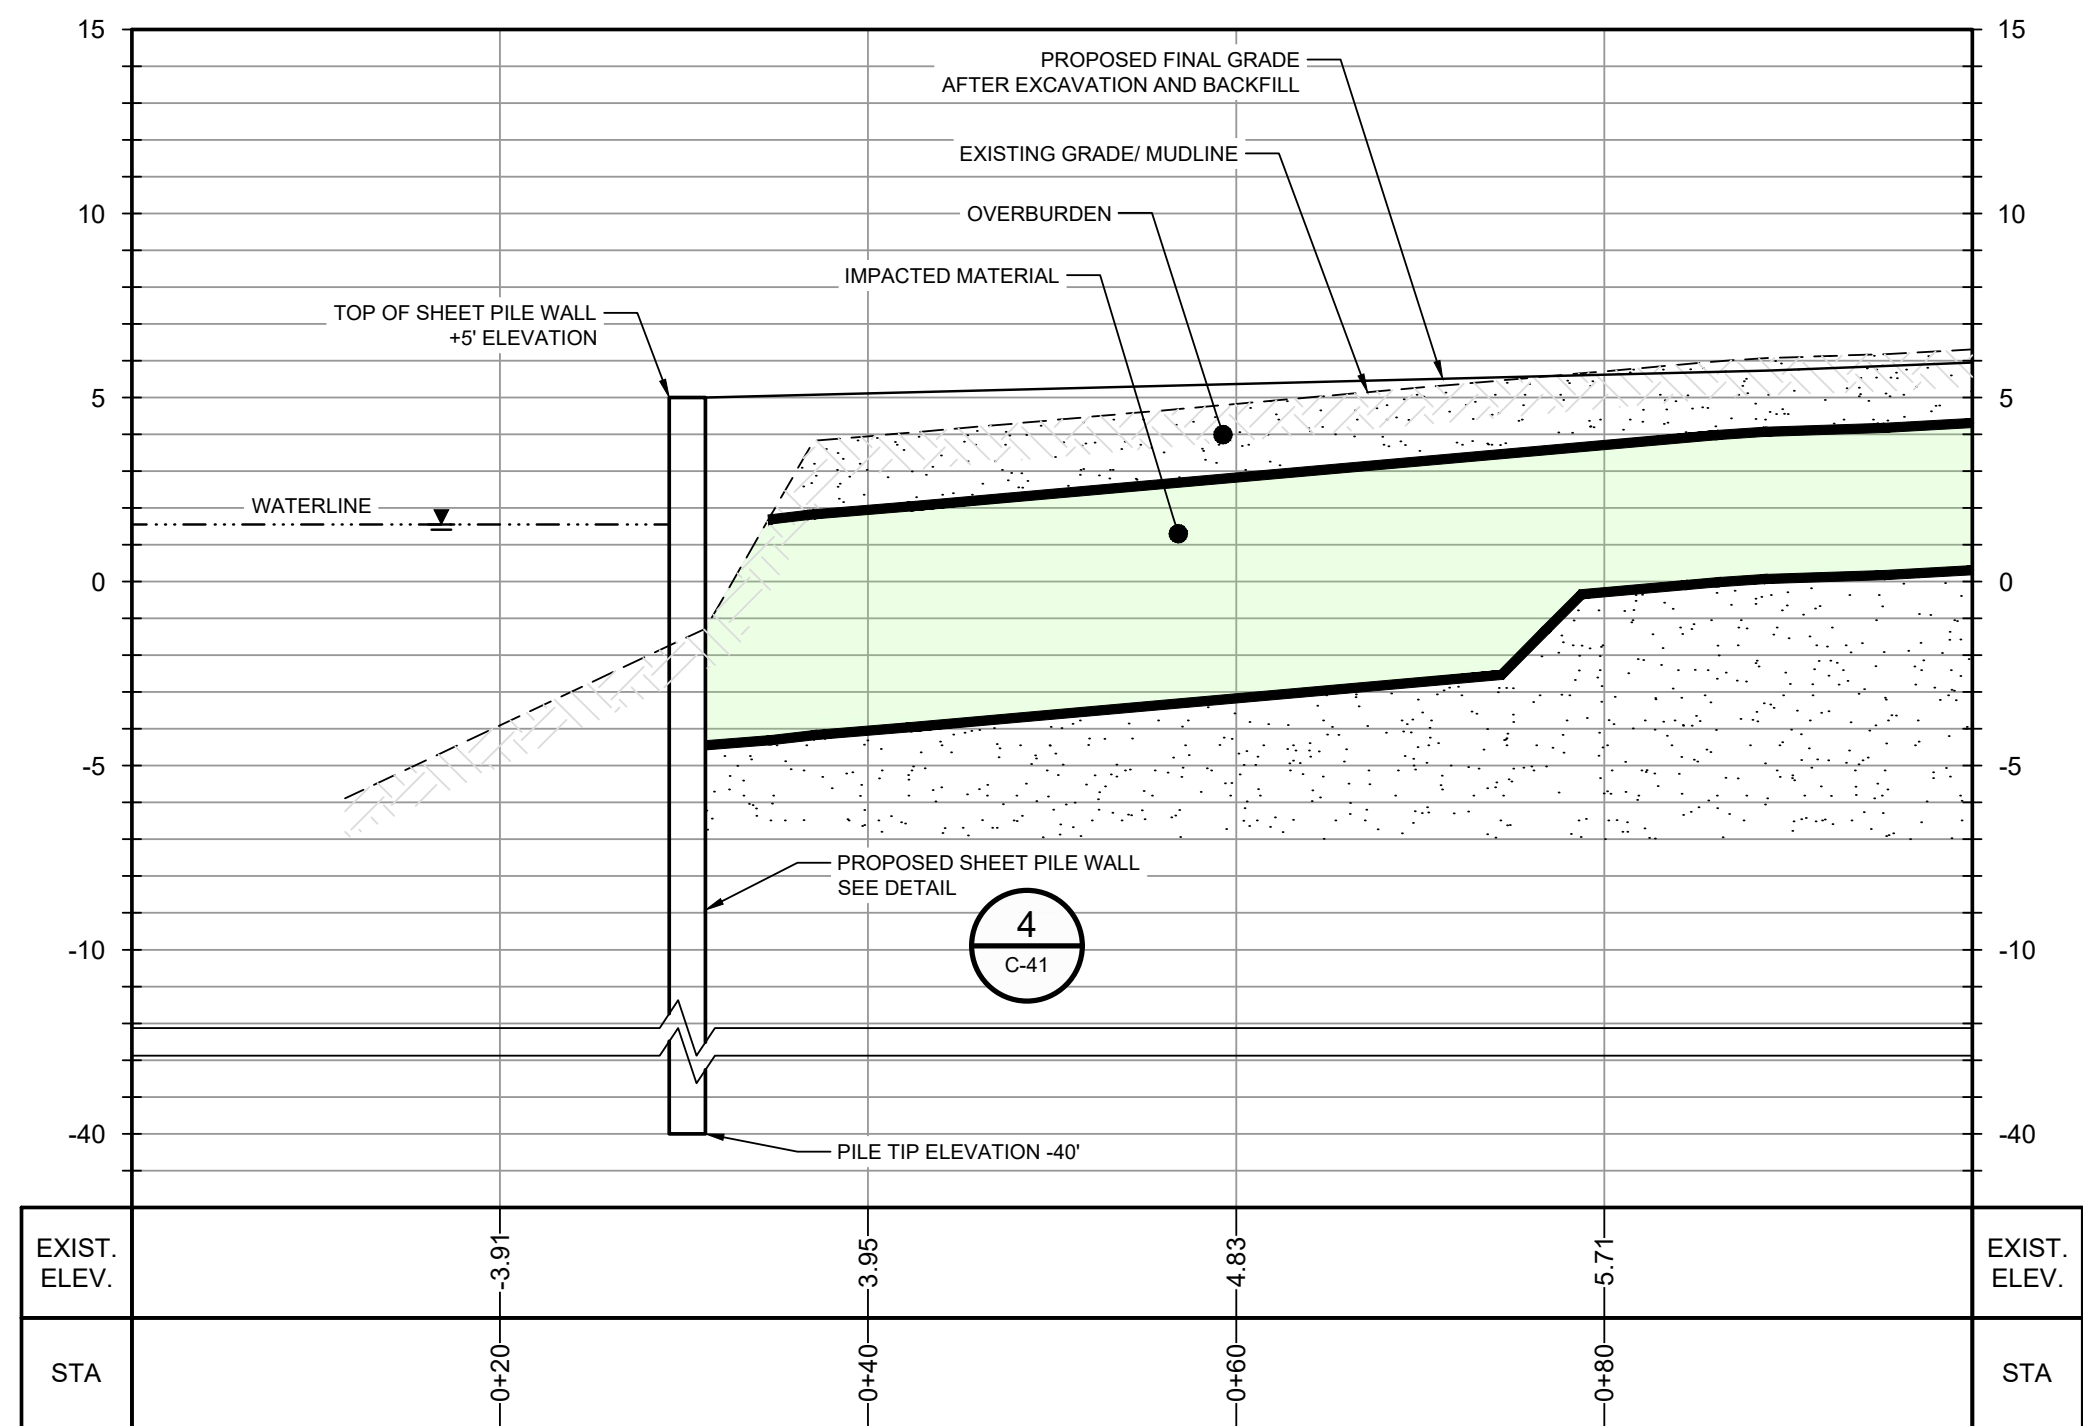 15
15
PROPOSED FINAL GRADE
AFTER EXCAVATION AND BACKFILL
EXISTING GRADE/ MUDLINE
10
OVERBURDEN
10
IMPACTED MATERIAL
TOP OF SHEET PILE WALL
+5' ELEVATION
5
5
WATERLINE
0
0
-5
-5
PROPOSED SHEET PILE WALL
SEE DETAIL
4
C-41
-10
-10
-40
-40
PILE TIP ELEVATION -40'
EXIST.
ELEV.
-3.91
3.95
4.83
5.71
EXIST.
ELEV.
STA
0+20
0+40
0+60
0+80
STA